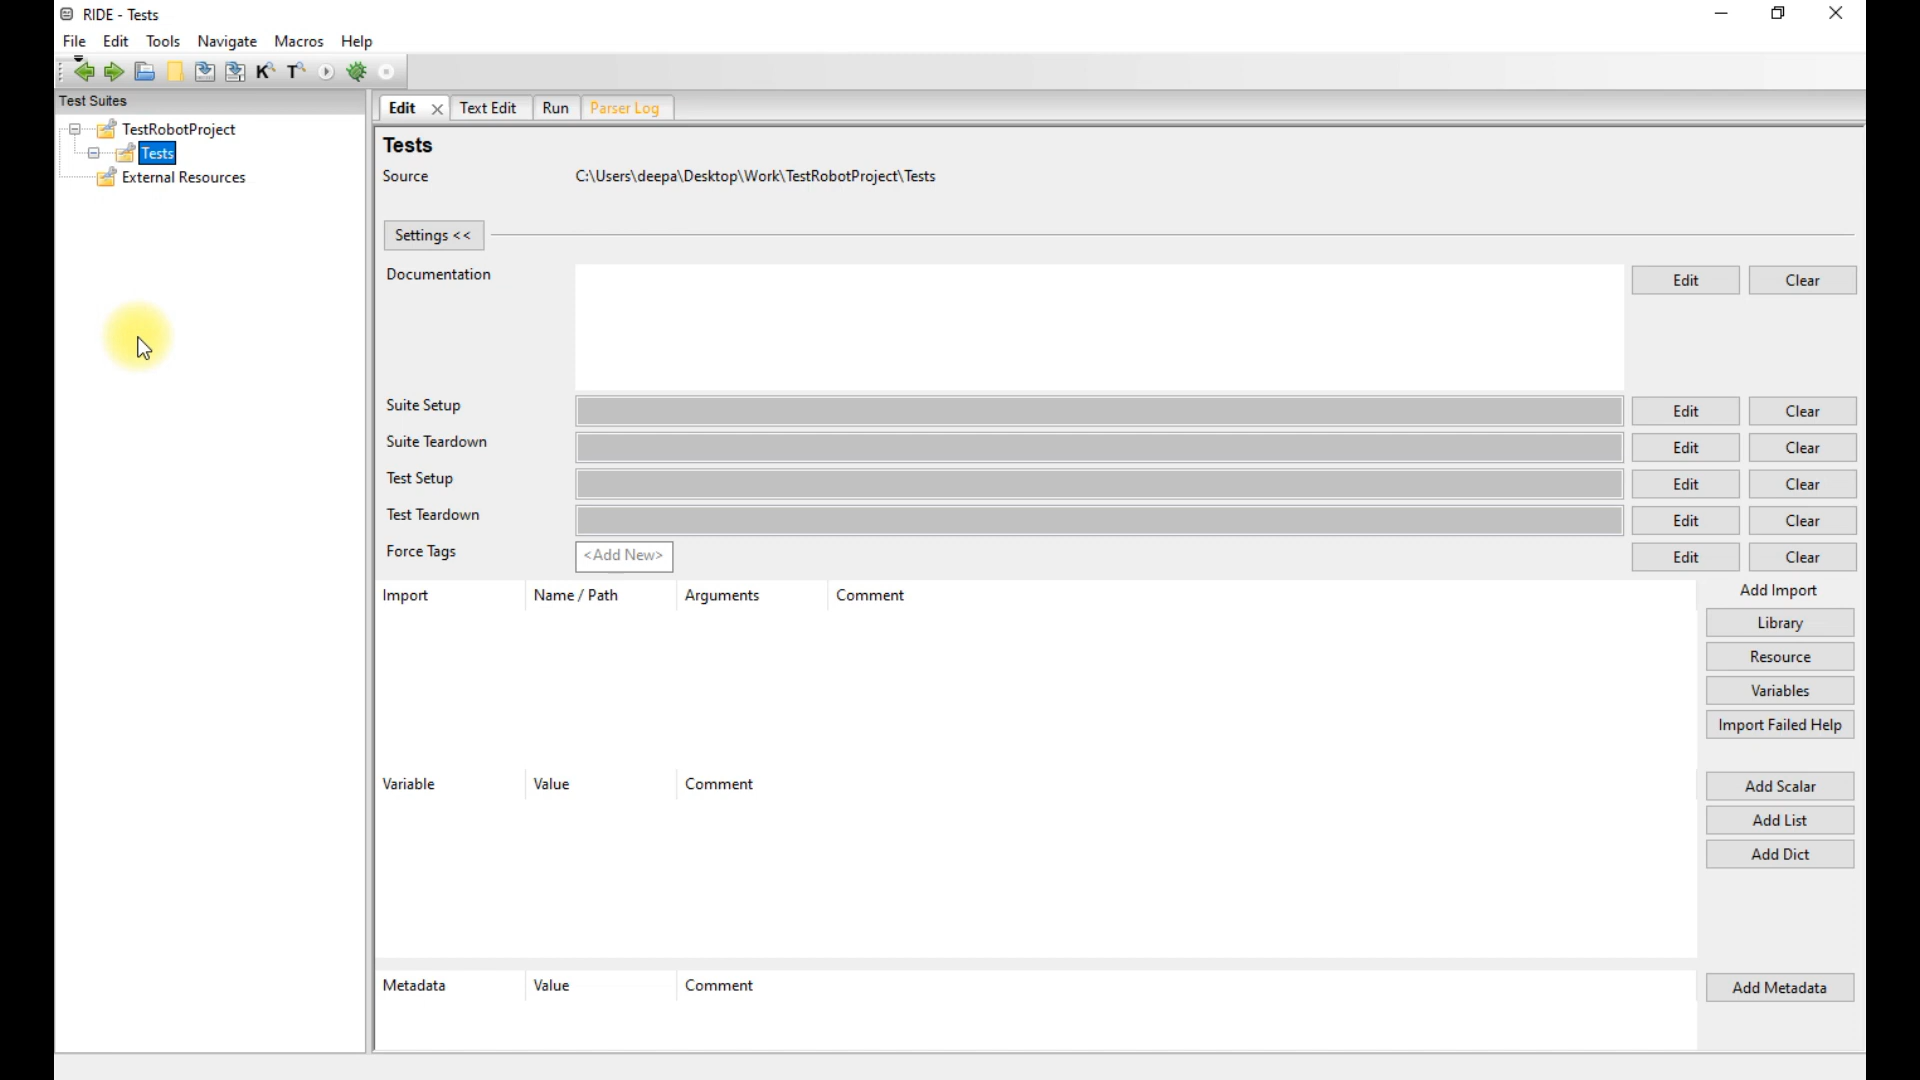 RIDE - Tests
File Edit Tools Navigate Macros Help
K T
Test Suites
TestRobotProject
Tests
External Resources
Edit Text Edit Run Parser Log
Tests
Source C:\Users\deepa\Desktop\Work\TestRobotProject\Tests
Settings <<
Documentation Edit Clear
Suite Setup Edit Clear
Suite Teardown Edit Clear
Test Setup Edit Clear
Test Teardown Edit Clear
Force Tags <Add New> Edit Clear
Import Name / Path Arguments Comment Add Import
Library
Resource
Variables
Import Failed Help
Variable Value Comment Add Scalar
Add List
Add Dict
Metadata Value Comment Add Metadata